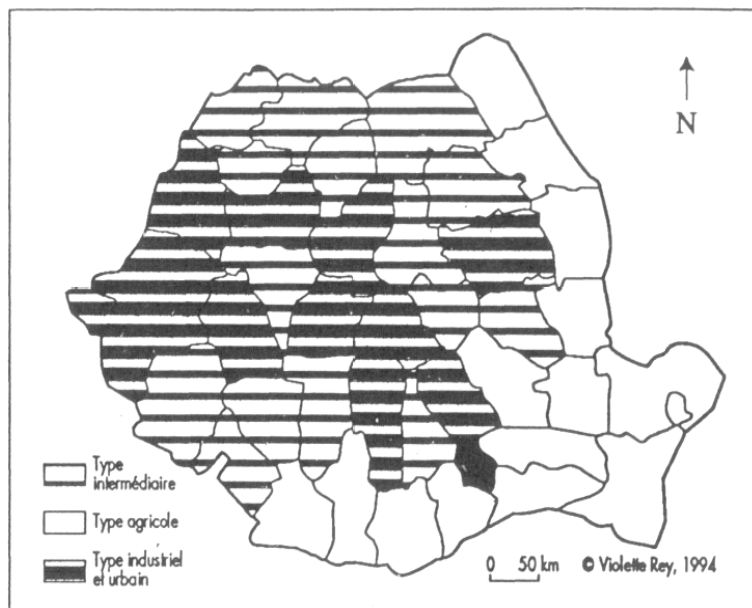 N
Type
intermédiaire
Type agricole
Type industriel
et urbain
0 50 km © Violette Rey, 1994